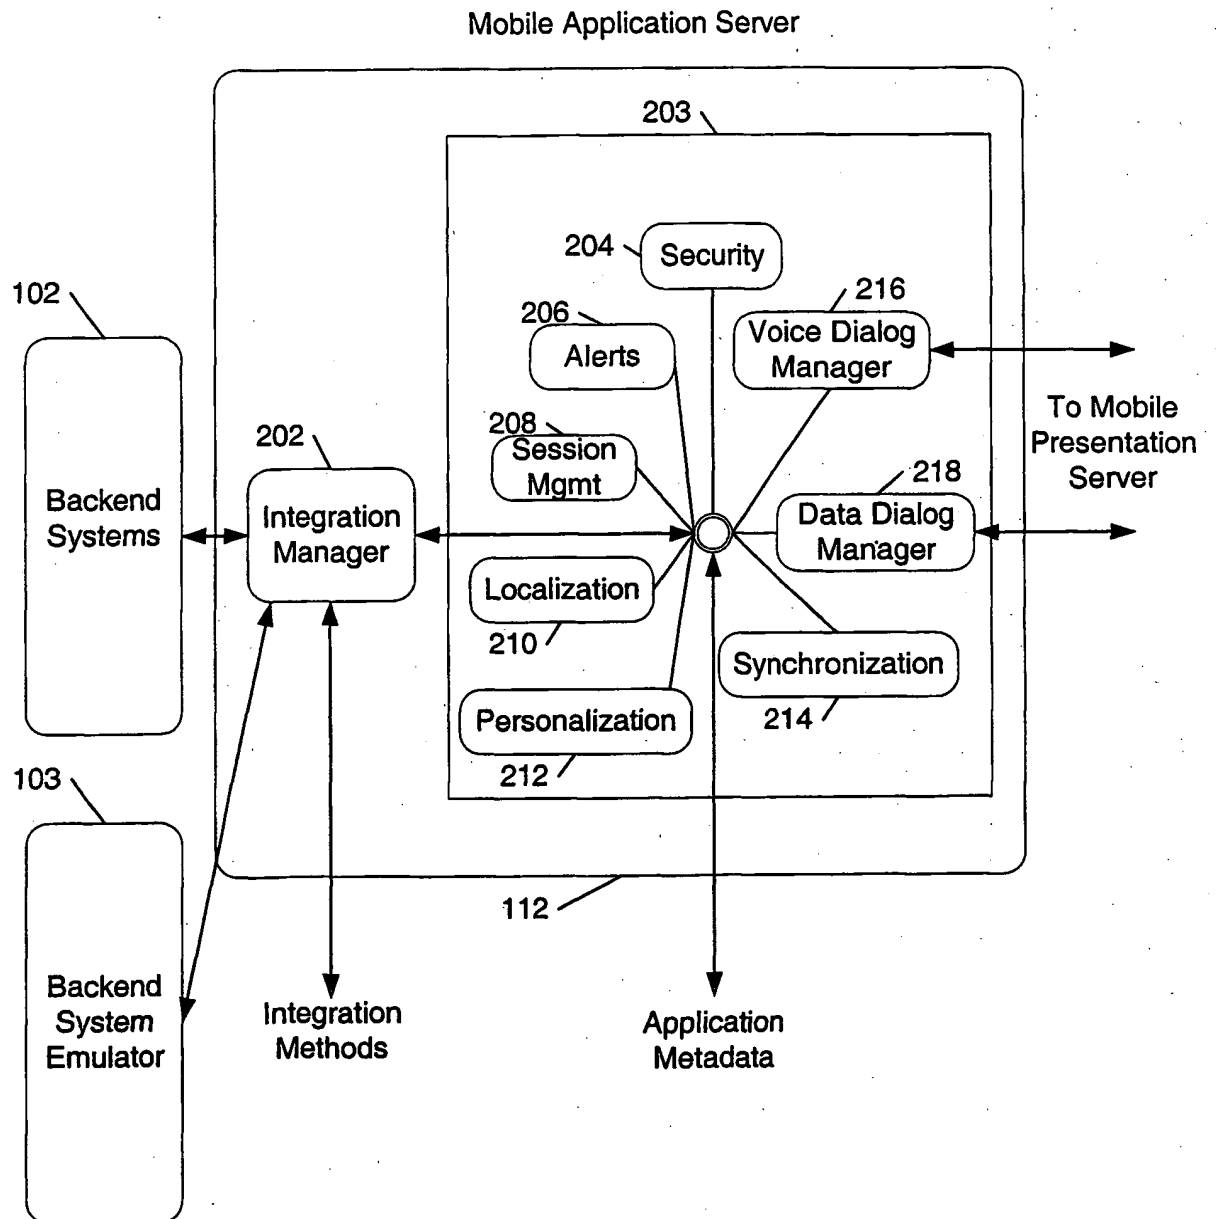 Mobile Application Server
203
204
Security
102
206
216
Alerts
Voice Dialog
Manager
208
Session
Mgmt
202
To Mobile
Presentation
Server
218
Backend
Systems
Integration
Manager
Data Dialog
Manager
Localization
210
Synchronization
214
Personalization
212
103
112
Backend
System
Emulator
Integration
Methods
Application
Metadata